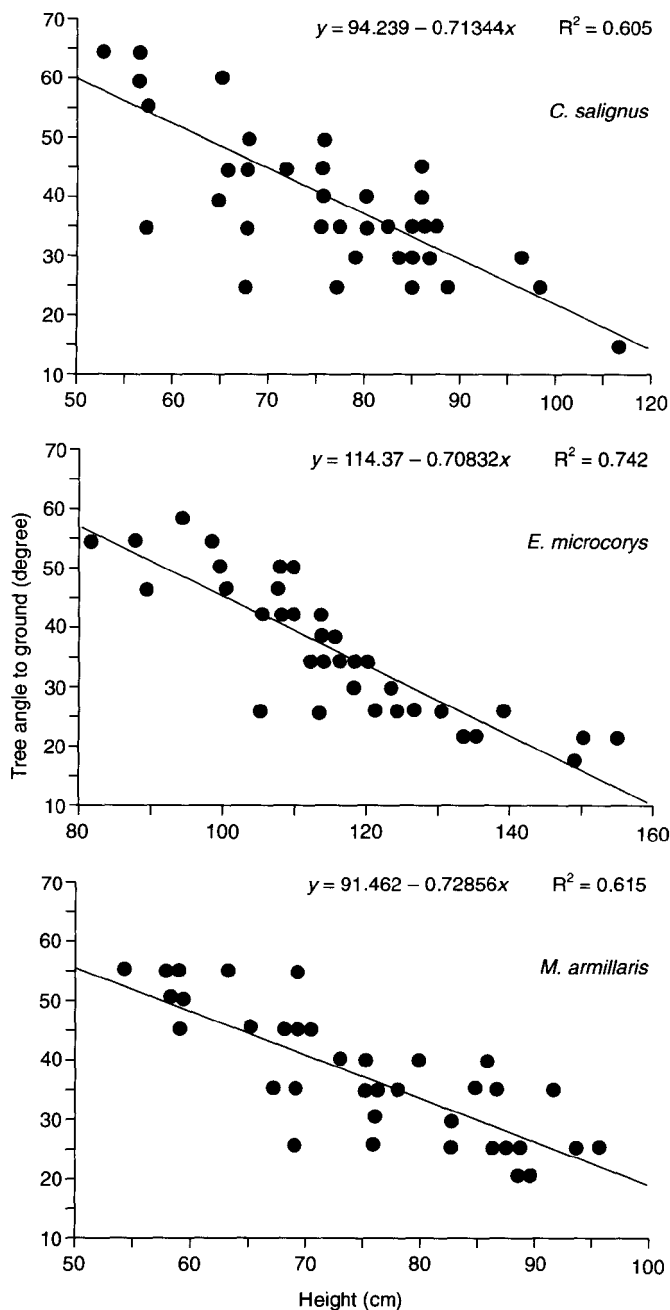 y = 94.239 – 0.71344x R² = 0.605
C. salignus
70
60
50
40
30
20
10
50 60 70 80 90 100 120
y = 114.37 – 0.70832x R² = 0.742
E. microcorys
Tree angle to ground (degree)
70
60
50
40
30
20
10
80 100 120 140 160
y = 91.462 – 0.72856x R² = 0.615
M. armillaris
70
60
50
40
30
20
10
50 60 70 80 90 100
Height (cm)